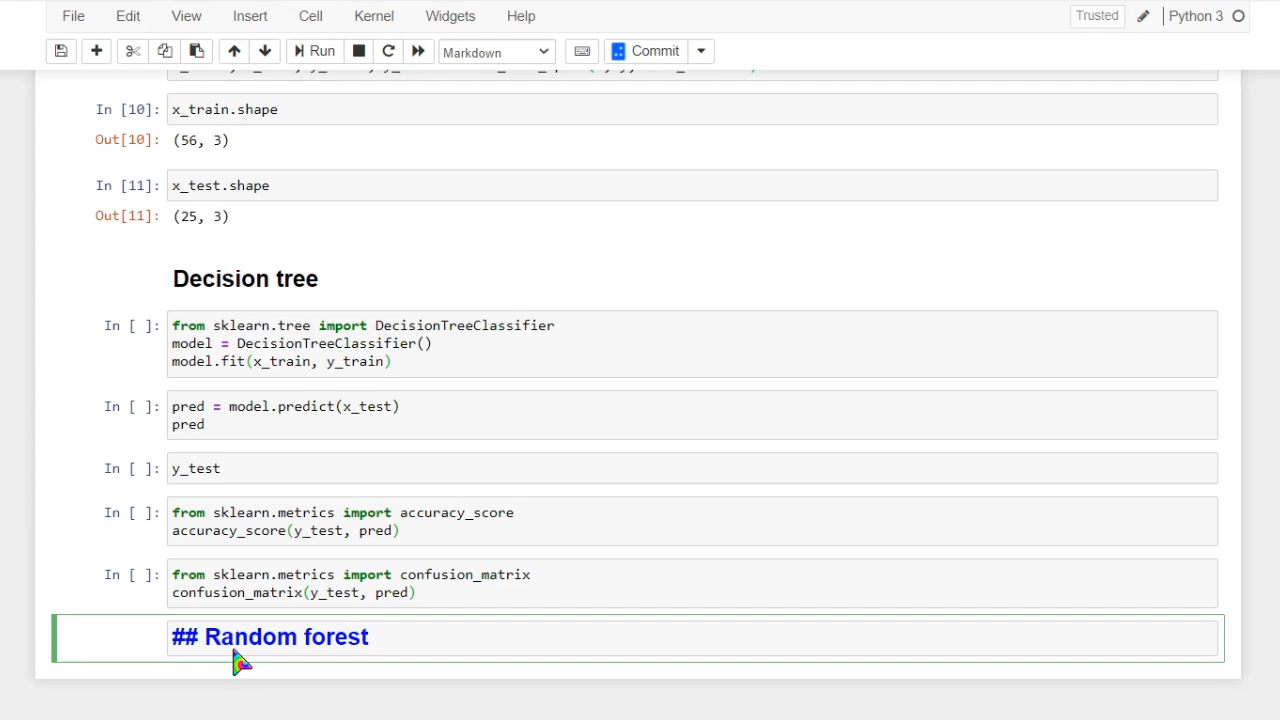 File Edit View Insert Cell Kernel Widgets Help Trusted Python 3
Run Markdown Commit
In [10]: x_train.shape
Out[10]: (56, 3)
In [11]: x_test.shape
Out[11]: (25, 3)
Decision tree
In [ ]: from sklearn.tree import DecisionTreeClassifier
model = DecisionTreeClassifier()
model.fit(x_train, y_train)
In [ ]: pred = model.predict(x_test)
pred
In [ ]: y_test
In [ ]: from sklearn.metrics import accuracy_score
accuracy_score(y_test, pred)
In [ ]: from sklearn.metrics import confusion_matrix
confusion_matrix(y_test, pred)
## Random forest